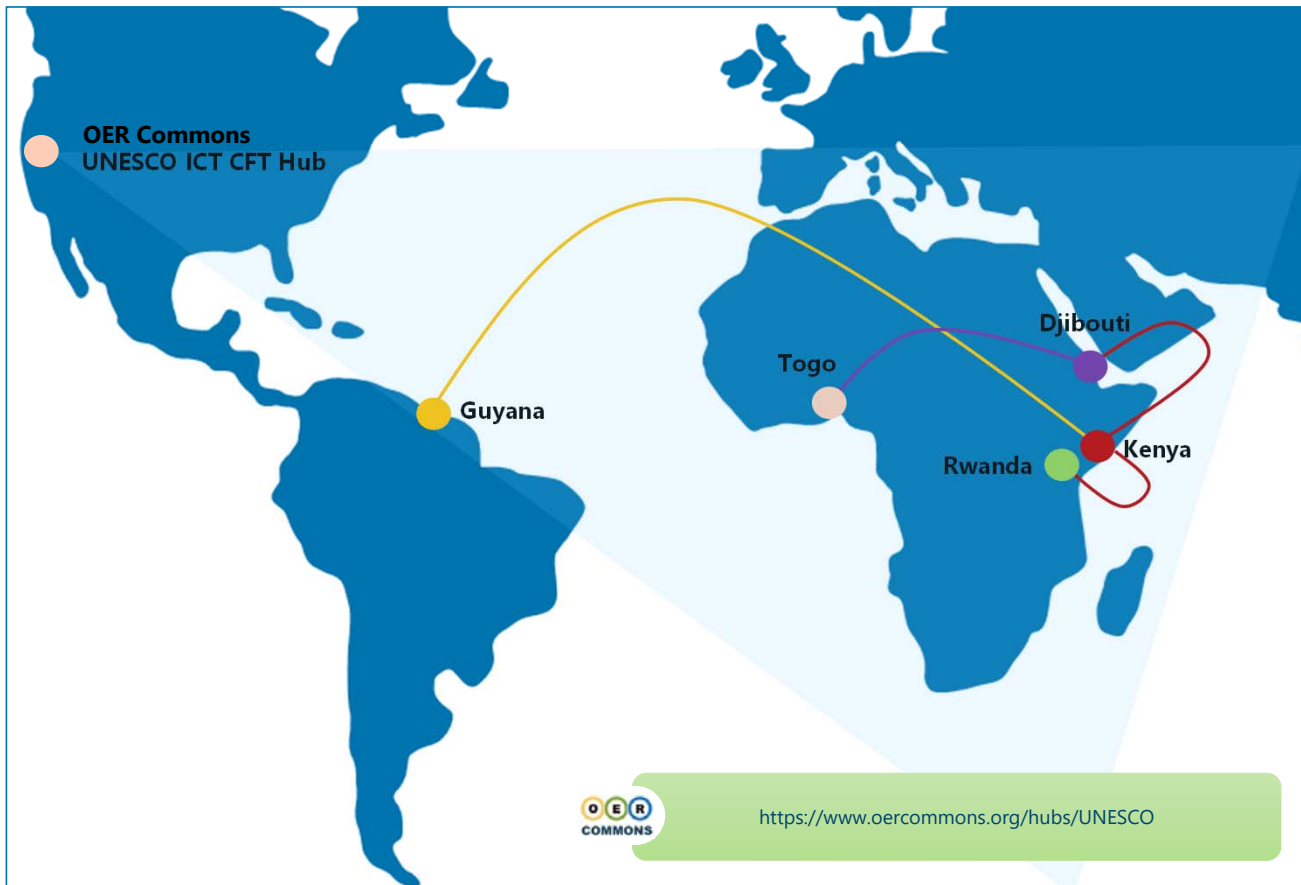 OER Commons
UNESCO ICT CFT Hub
Djibouti
Togo
Guyana
Kenya
Rwanda
OER
COMMONS
https://www.oercommons.org/hubs/UNESCO